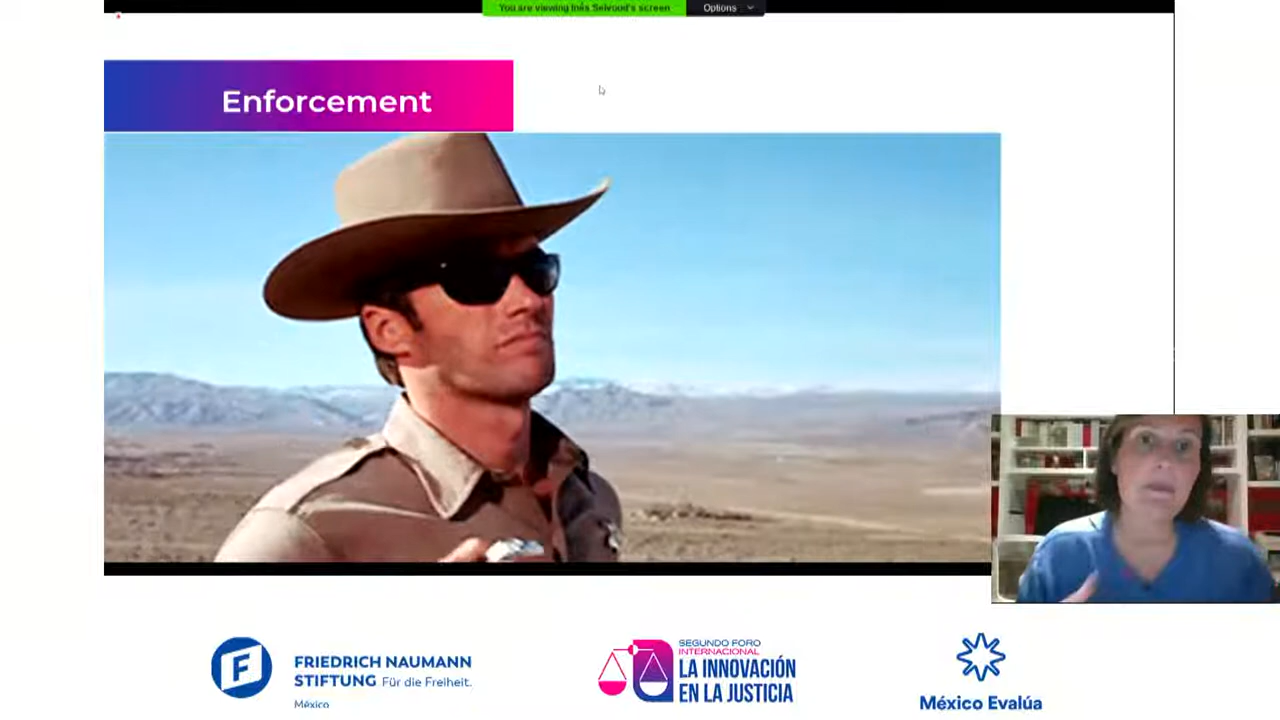 You are viewing Inés Selvood's screen
Options
Enforcement
FRIEDRICH NAUMANN
STIFTUNG Für die Freiheit.
México
SEGUNDO FORO
INTERNACIONAL
LA INNOVACIÓN
EN LA JUSTICIA
México Evalúa